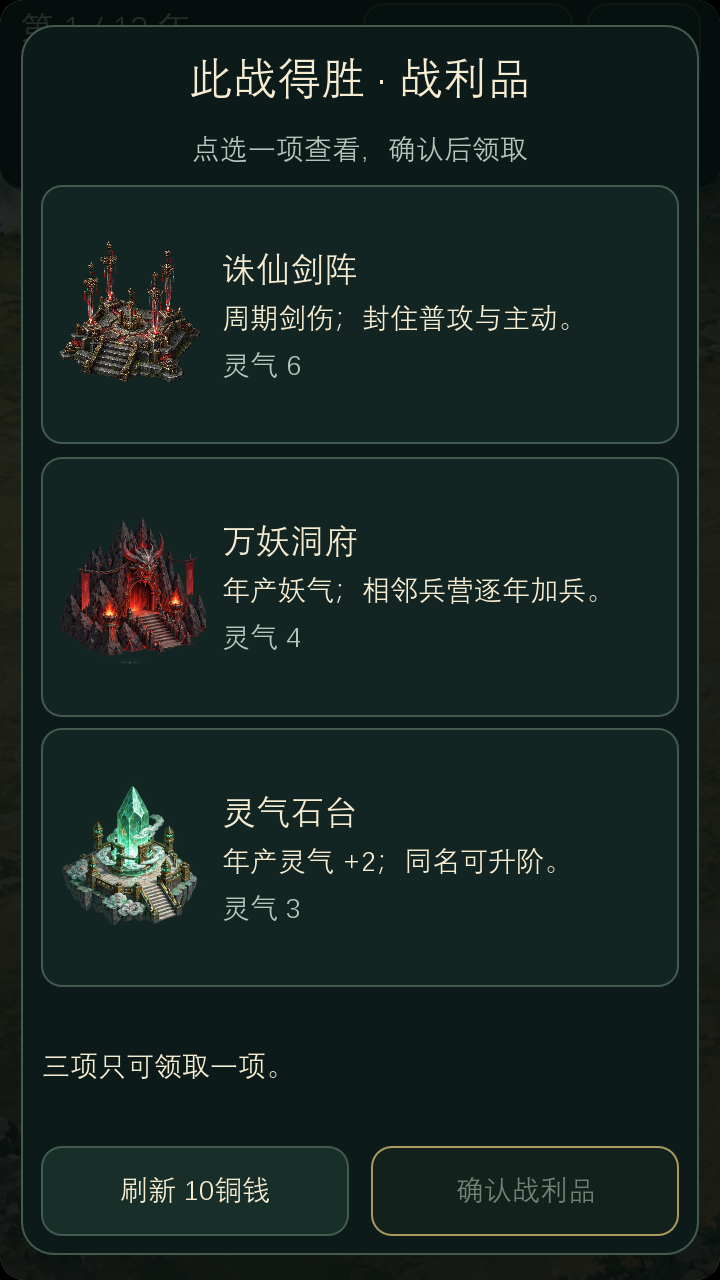 第 1 / 12 年
此战得胜 · 战利品
点选一项查看，确认后领取
诛仙剑阵
周期剑伤；封住普攻与主动。
灵气 6
万妖洞府
年产妖气；相邻兵营逐年加兵。
灵气 4
灵气石台
年产灵气 +2；同名可升阶。
灵气 3
三项只可领取一项。
刷新 10铜钱
确认战利品